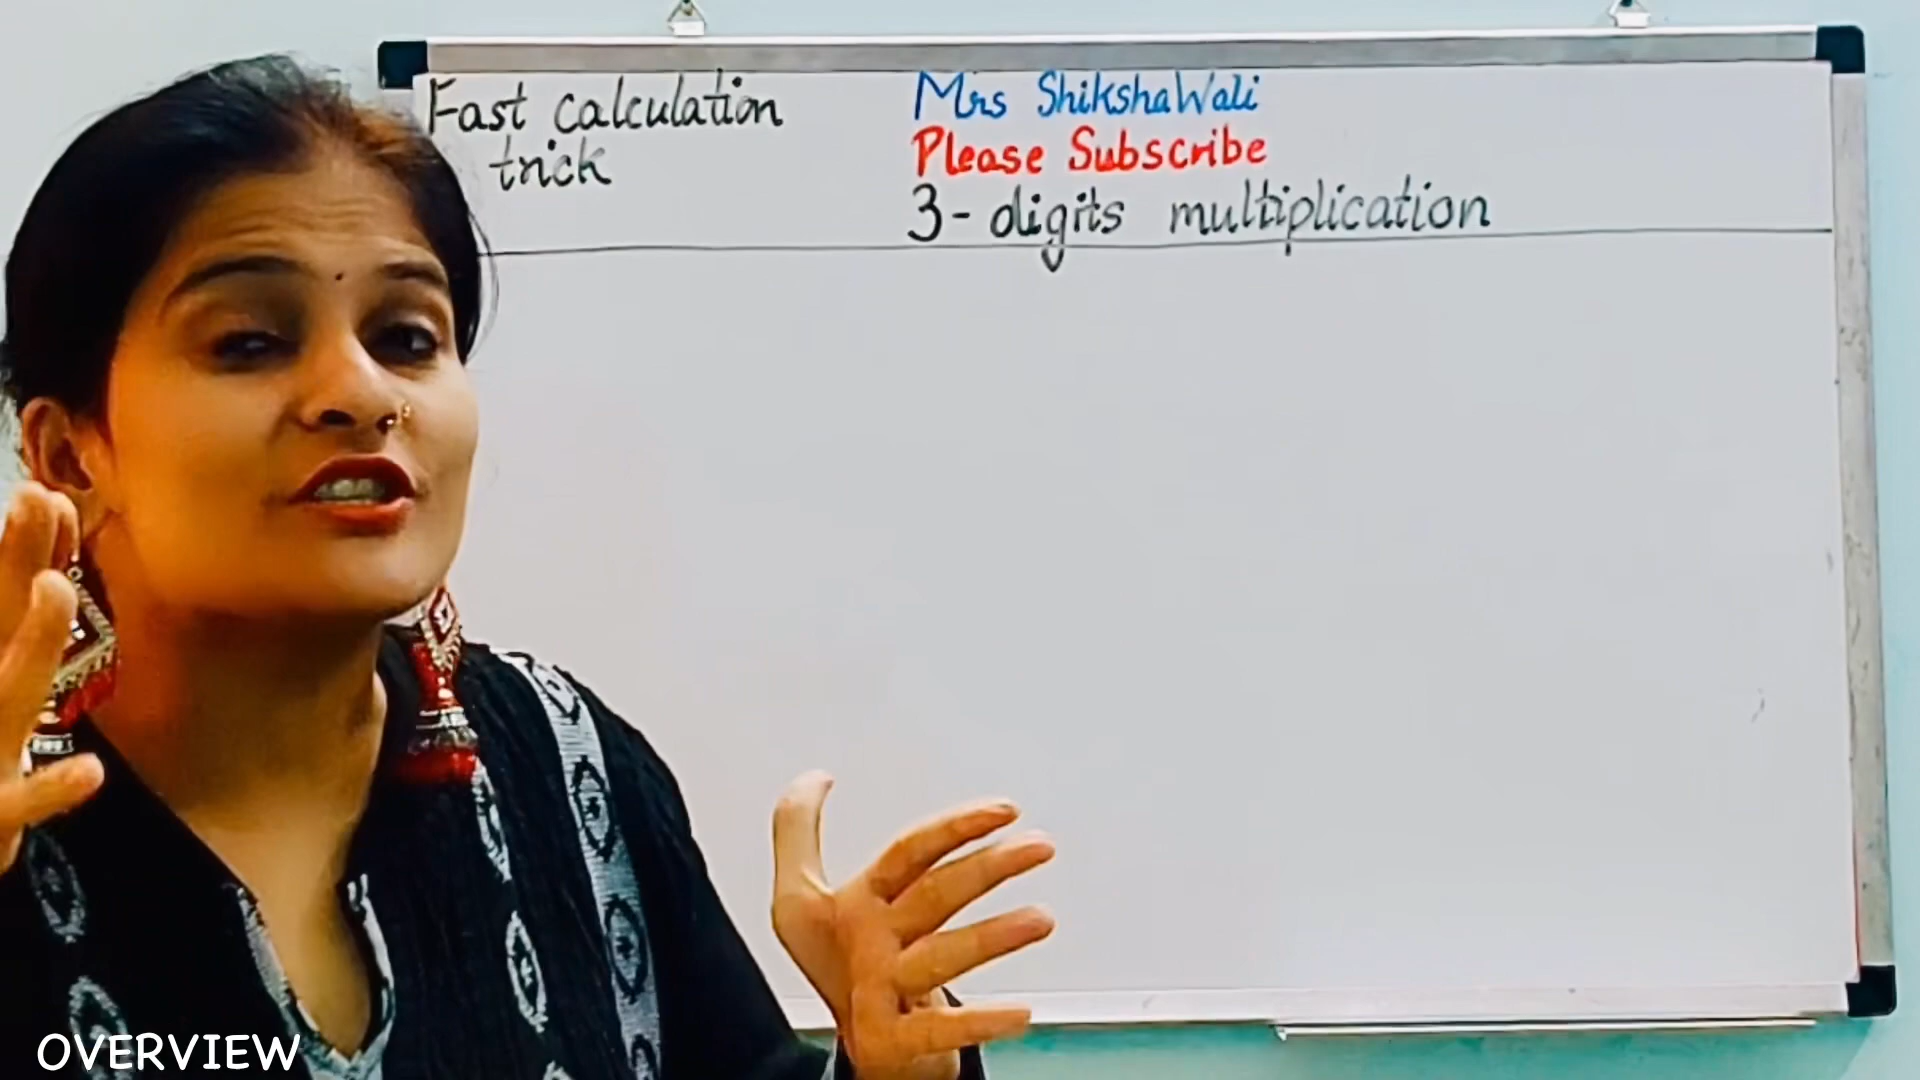 Fast calculation
trick
Mrs ShikshaWali
Please Subscribe
3- digits multiplication
OVERVIEW